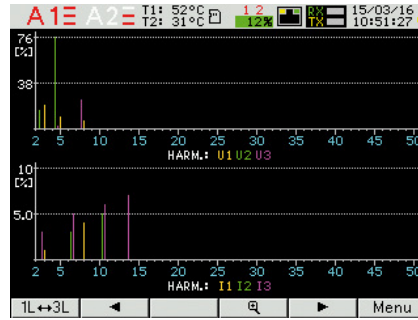 A1 A2 T1: 52°C 1 2 RX 15/03/16
T2: 31°C 12% TX 10:51:27
76
[%]
38
2 5 10 15 20 25 30 35 40 45 50
HARM.: U1 U2 U3
10
[%]
5.0
2 5 10 15 20 25 30 35 40 45 50
HARM.: I1 I2 I3
1L↔3L ◄ ► Menu